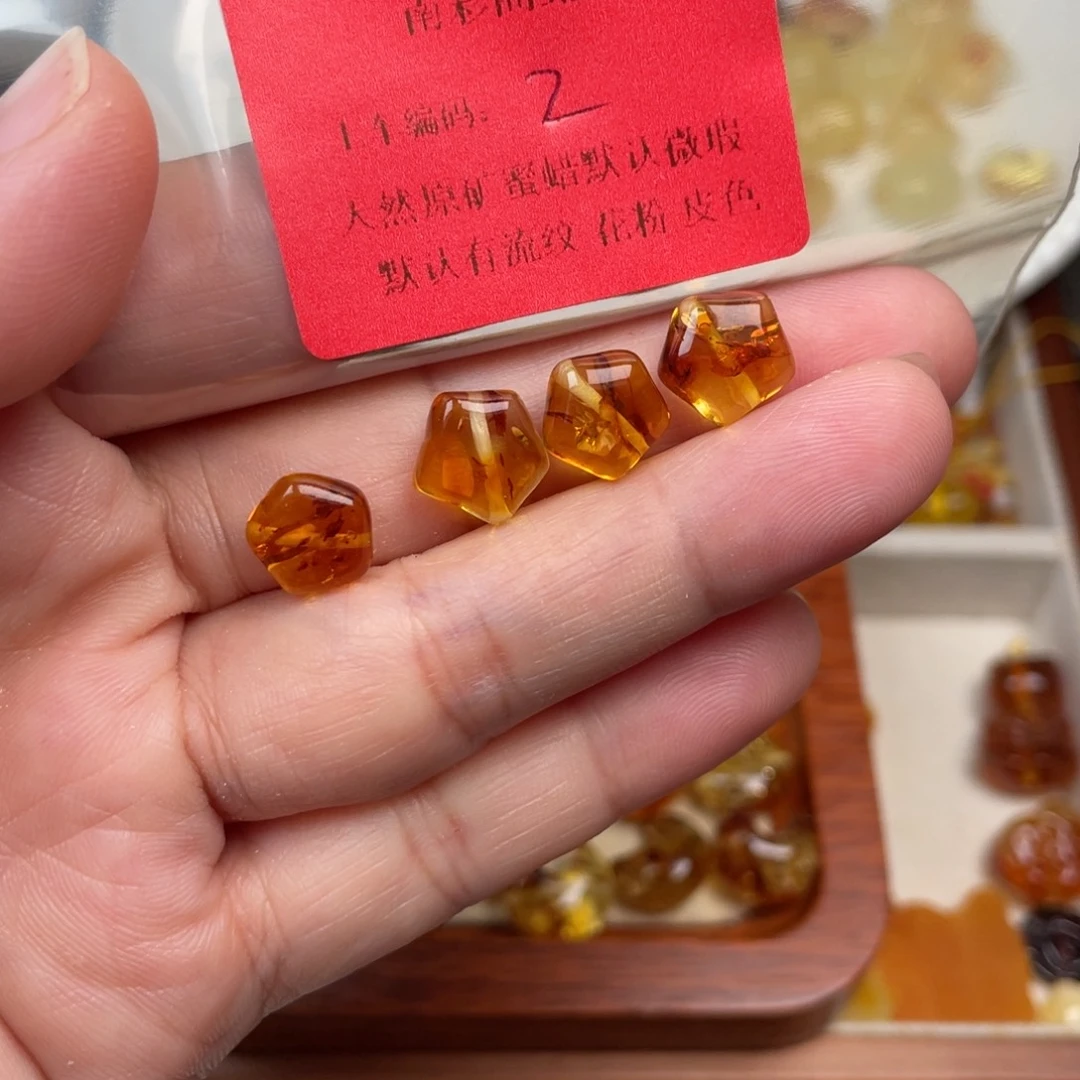 1个编码: 2
天然原矿蜜蜡默认微瑕
默认有流纹 花粉 皮色